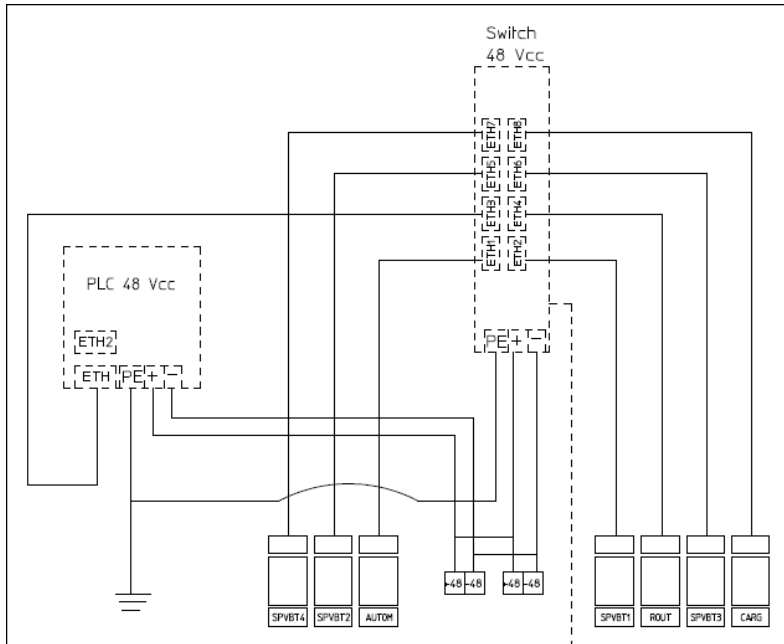 Switch
48 Vcc
ETH7 ETH8
ETH5 ETH6
ETH3 ETH4
ETH1 ETH2
PLC 48 Vcc
ETH2
PE + -
ETH PE + -
+48 -48 +48 -48
SPVBT4 SPVBT2 AUTOM SPVBT1 ROUT SPVBT3 CARG